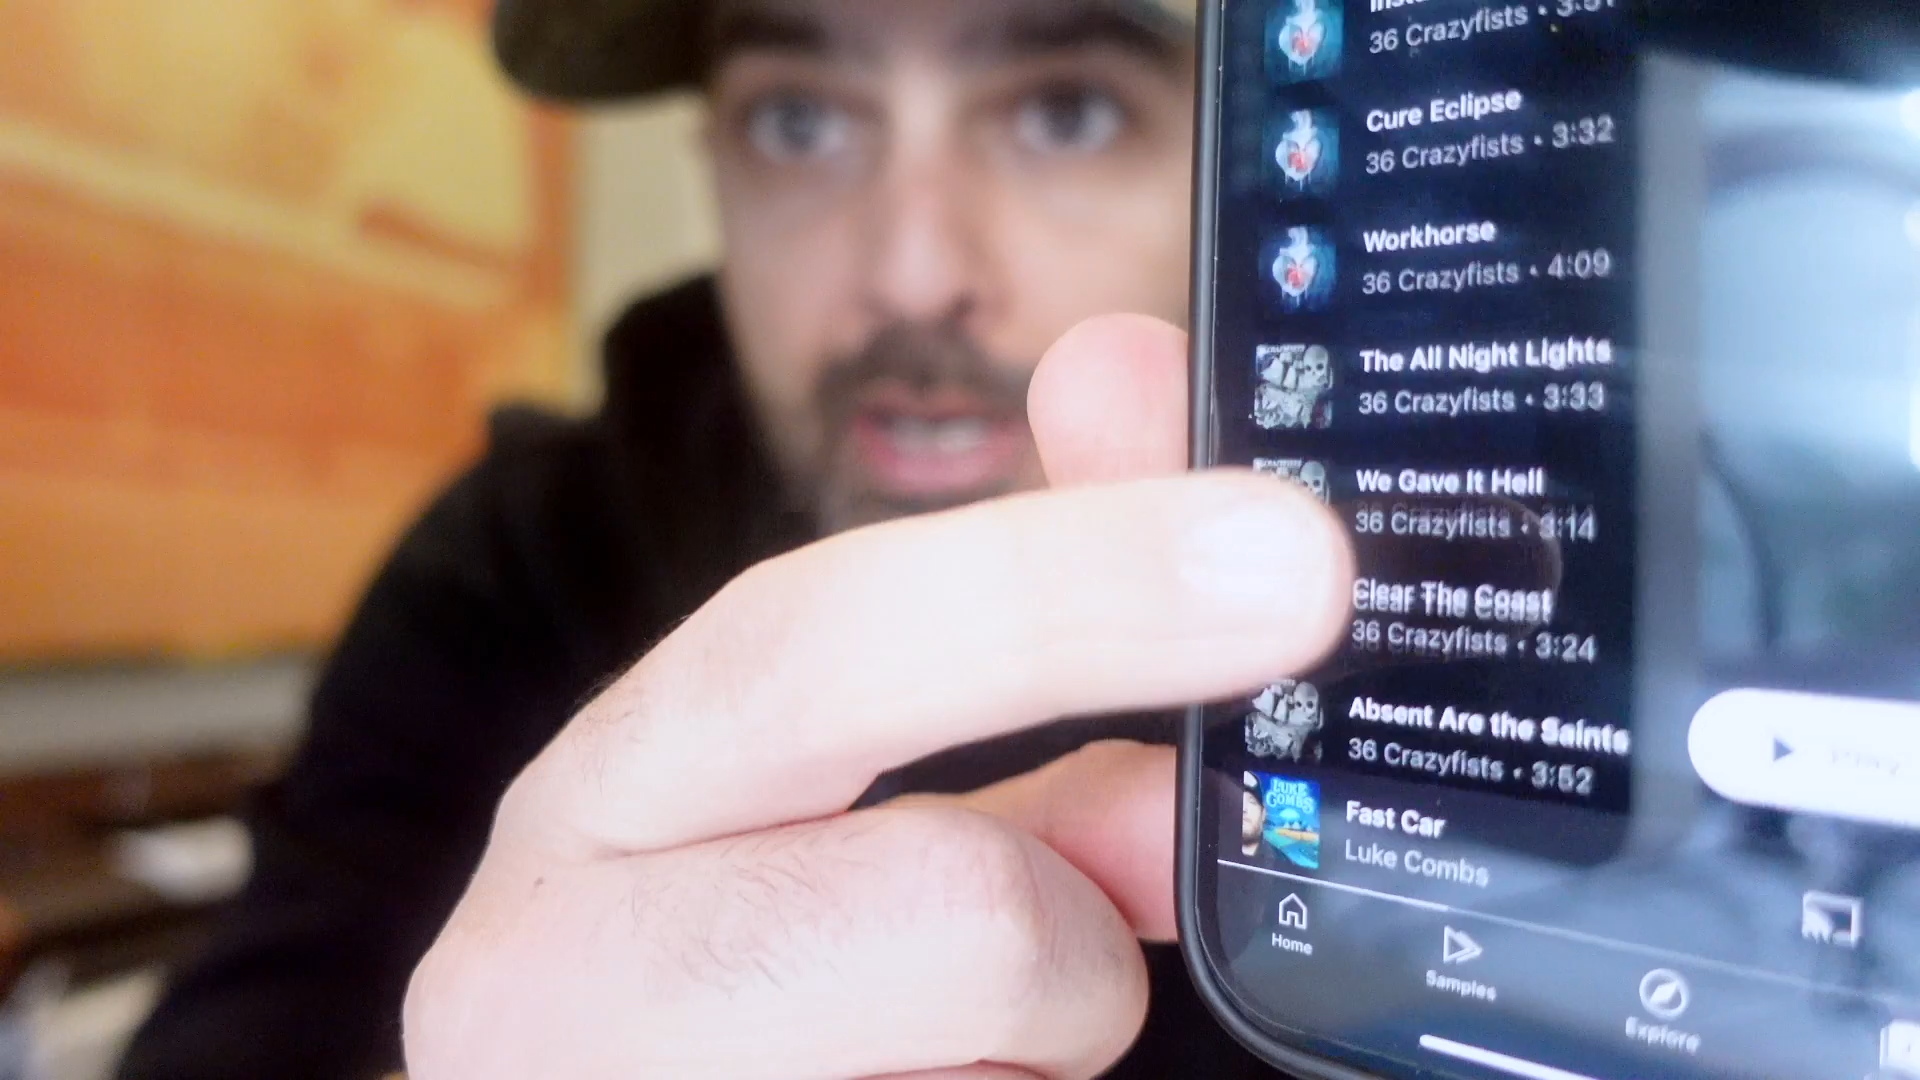 36 Crazyfists • 3:51
Cure Eclipse
36 Crazyfists • 3:32
Workhorse
36 Crazyfists • 4:09
The All Night Lights
36 Crazyfists • 3:33
We Gave It Hell
36 Crazyfists • 3:14
Clear The Coast
36 Crazyfists • 3:24
Absent Are the Saints
36 Crazyfists • 3:52
LUKE
COMBS
Fast Car
Luke Combs
Home
Samples
Explore